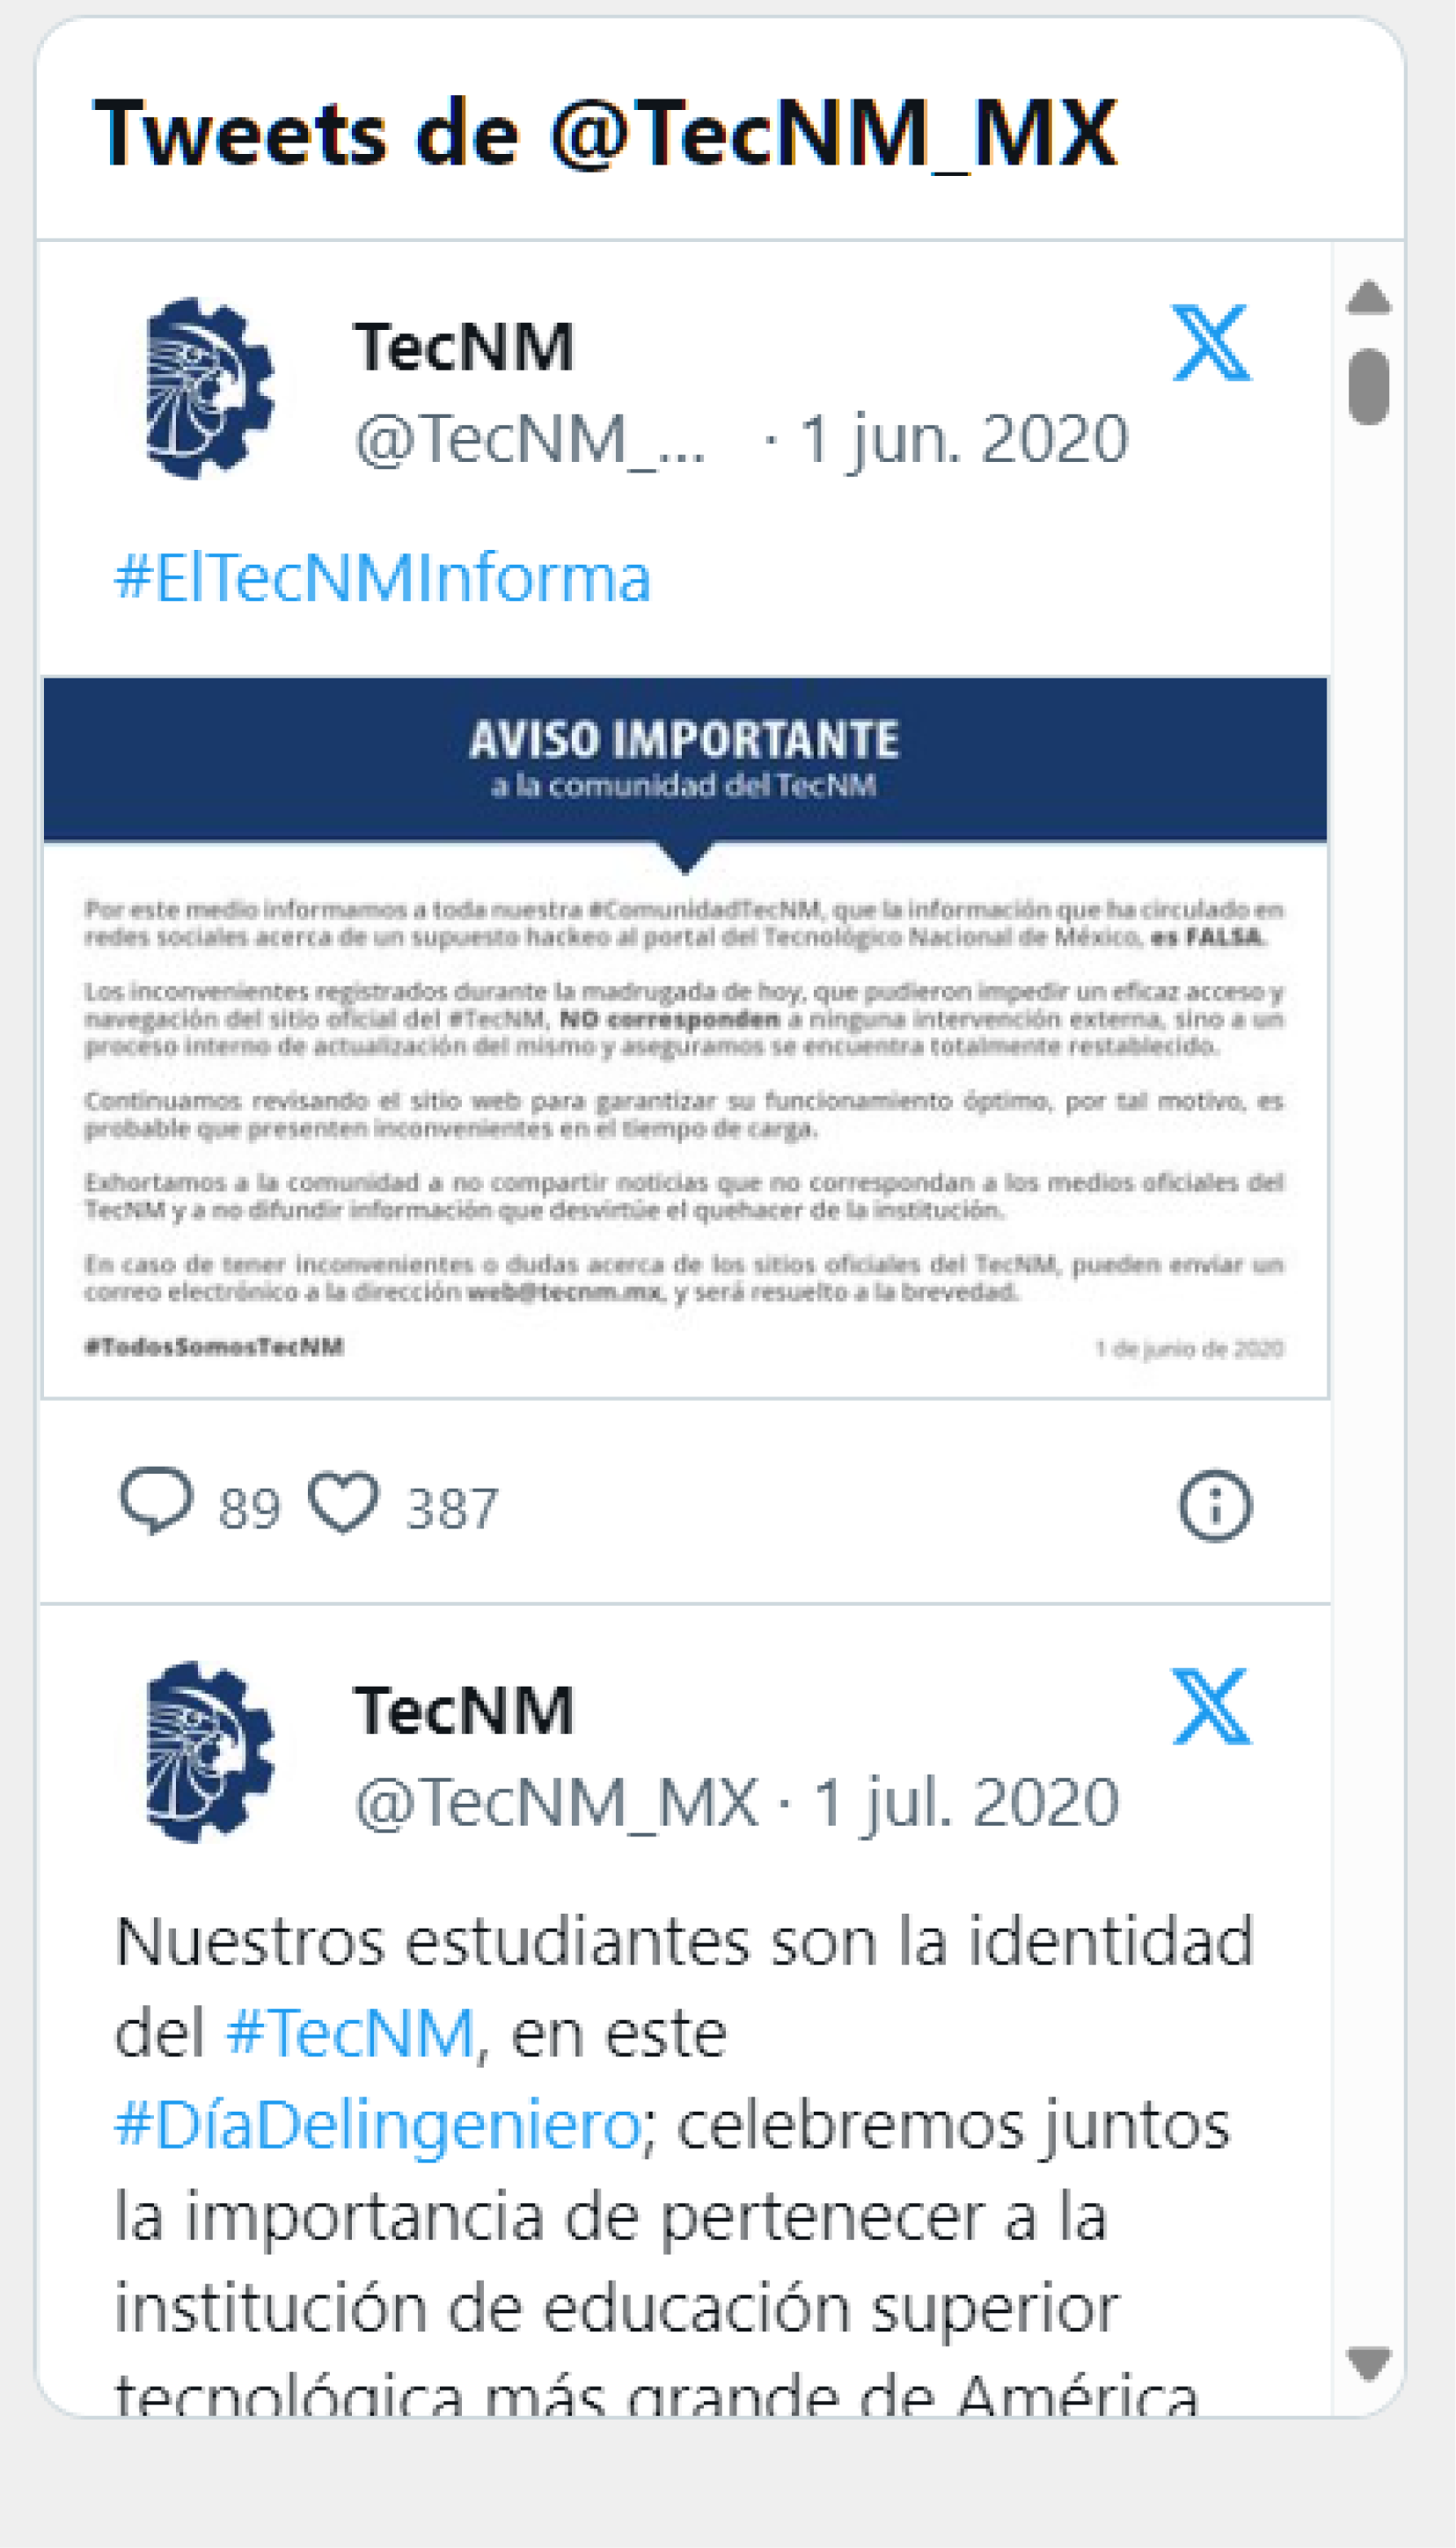 Tweets de @TecNM_MX
TecNM
@TecNM_... · 1 jun. 2020
#ElTecNMInforma
AVISO IMPORTANTE
a la comunidad del TecNM
Por este medio informamos a toda nuestra #ComunidadTecNM, que la información que ha circulado en
redes sociales acerca de un supuesto hackeo al portal del Tecnológico Nacional de México, es FALSA.
Los inconvenientes registrados durante la madrugada de hoy, que pudieron impedir un eficaz acceso y
navegación del sitio oficial del #TecNM, NO corresponden a ninguna intervención externa, sino a un
proceso interno de actualización del mismo y aseguramos se encuentra totalmente restablecido.
Continuamos revisando el sitio web para garantizar su funcionamiento óptimo, por tal motivo, es
probable que presenten inconvenientes en el tiempo de carga.
Exhortamos a la comunidad a no compartir noticias que no correspondan a los medios oficiales del
TecNM y a no difundir información que desvirtúe el quehacer de la institución.
En caso de tener inconvenientes o dudas acerca de los sitios oficiales del TecNM, pueden enviar un
correo electrónico a la dirección web@tecnm.mx, y será resuelto a la brevedad.
#TodosSomosTecNM 1 de junio de 2020
89 387
TecNM
@TecNM_MX · 1 jul. 2020
Nuestros estudiantes son la identidad
del #TecNM, en este
#DíaDelingeniero; celebremos juntos
la importancia de pertenecer a la
institución de educación superior
tecnológica más grande de América